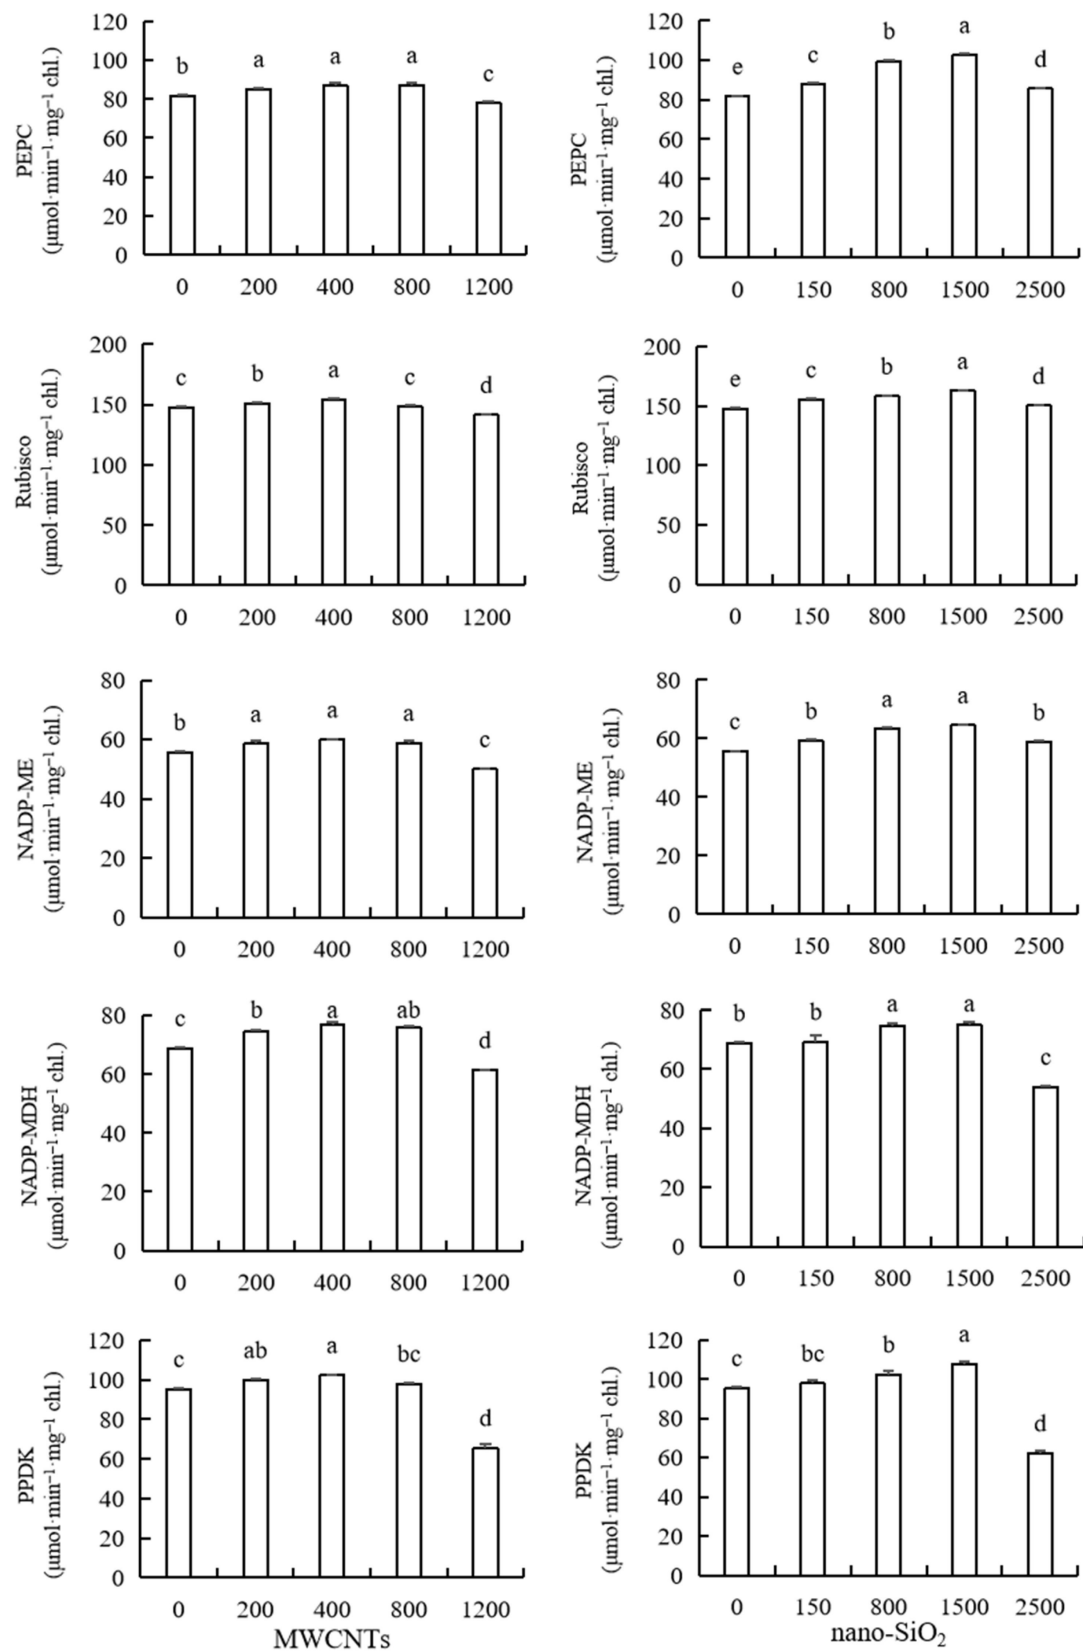 PEPC
(μmol·min⁻¹·mg⁻¹ chl.)
120
100
80
60
40
20
0
b a a a c
0 200 400 800 1200
PEPC
(μmol·min⁻¹·mg⁻¹ chl.)
120
100
80
60
40
20
0
e c b a d
0 150 800 1500 2500
Rubisco
(μmol·min⁻¹·mg⁻¹ chl.)
200
150
100
50
0
c b a c d
0 200 400 800 1200
Rubisco
(μmol·min⁻¹·mg⁻¹ chl.)
200
150
100
50
0
e c b a d
0 150 800 1500 2500
NADP-ME
(μmol·min⁻¹·mg⁻¹ chl.)
80
60
40
20
0
b a a a c
0 200 400 800 1200
NADP-ME
(μmol·min⁻¹·mg⁻¹ chl.)
80
60
40
20
0
c b a a b
0 150 800 1500 2500
NADP-MDH
(μmol·min⁻¹·mg⁻¹ chl.)
80
60
40
20
0
c b a ab d
0 200 400 800 1200
NADP-MDH
(μmol·min⁻¹·mg⁻¹ chl.)
80
60
40
20
0
b b a a c
0 150 800 1500 2500
PPDK
(μmol·min⁻¹·mg⁻¹ chl.)
120
100
80
60
40
20
0
c ab a bc d
0 200 400 800 1200
MWCNTs
PPDK
(μmol·min⁻¹·mg⁻¹ chl.)
120
100
80
60
40
20
0
c bc b a d
0 150 800 1500 2500
nano-SiO₂